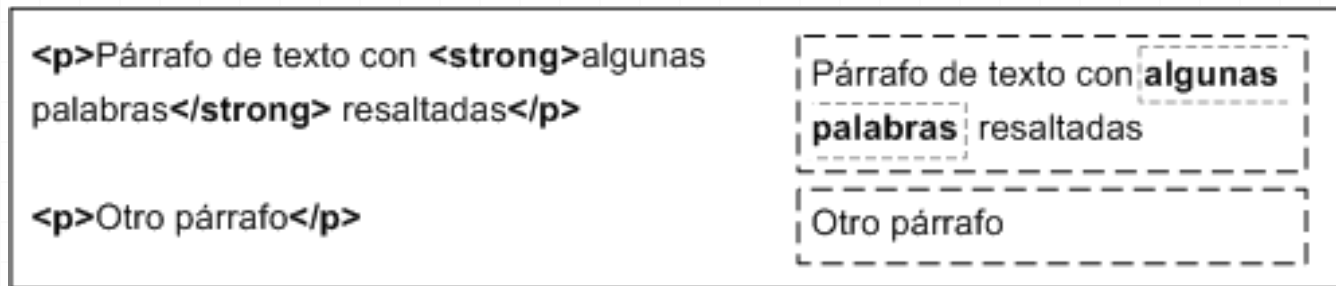 <p>Párrafo de texto con <strong>algunas
palabras</strong> resaltadas</p>
<p>Otro párrafo</p>
Párrafo de texto con algunas
palabras resaltadas
Otro párrafo